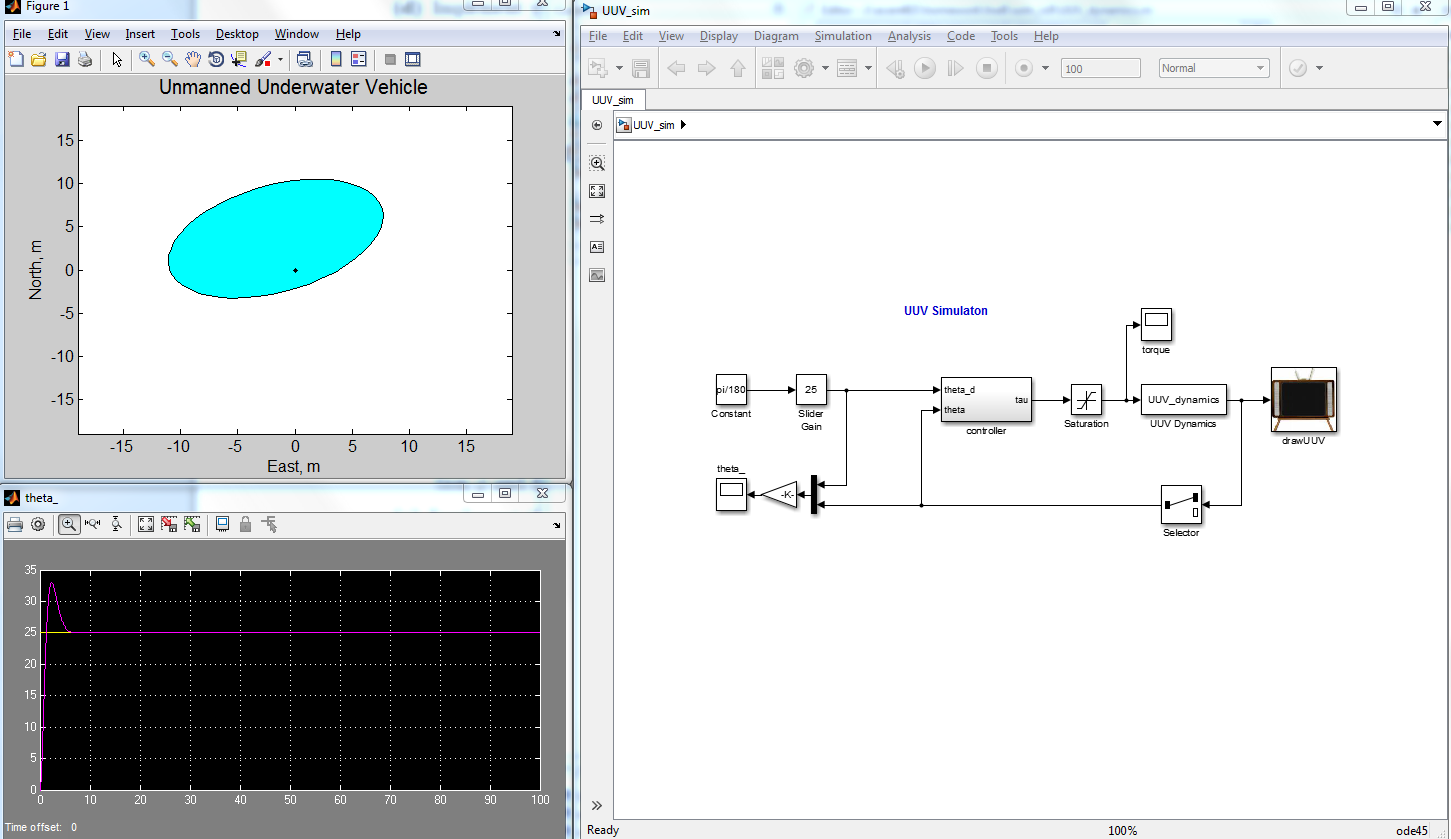 Figure 1
File Edit View Insert Tools Desktop Window Help
Unmanned Underwater Vehicle
15
10
5
0
-5
-10
-15
North, m
-15 -10 -5 0 5 10 15
East, m
theta_
35
30
25
20
15
10
5
0
0 10 20 30 40 50 60 70 80 90 100
Time offset: 0
UUV_sim
File Edit View Display Diagram Simulation Analysis Code Tools Help
100 Normal
UUV_sim
UUV_sim
UUV Simulaton
torque
pi/180
Constant
25
Slider
Gain
theta_d
theta
tau
controller
Saturation
UUV_dynamics
UUV Dynamics
drawUUV
theta_
-K-
Selector
Ready 100% ode45